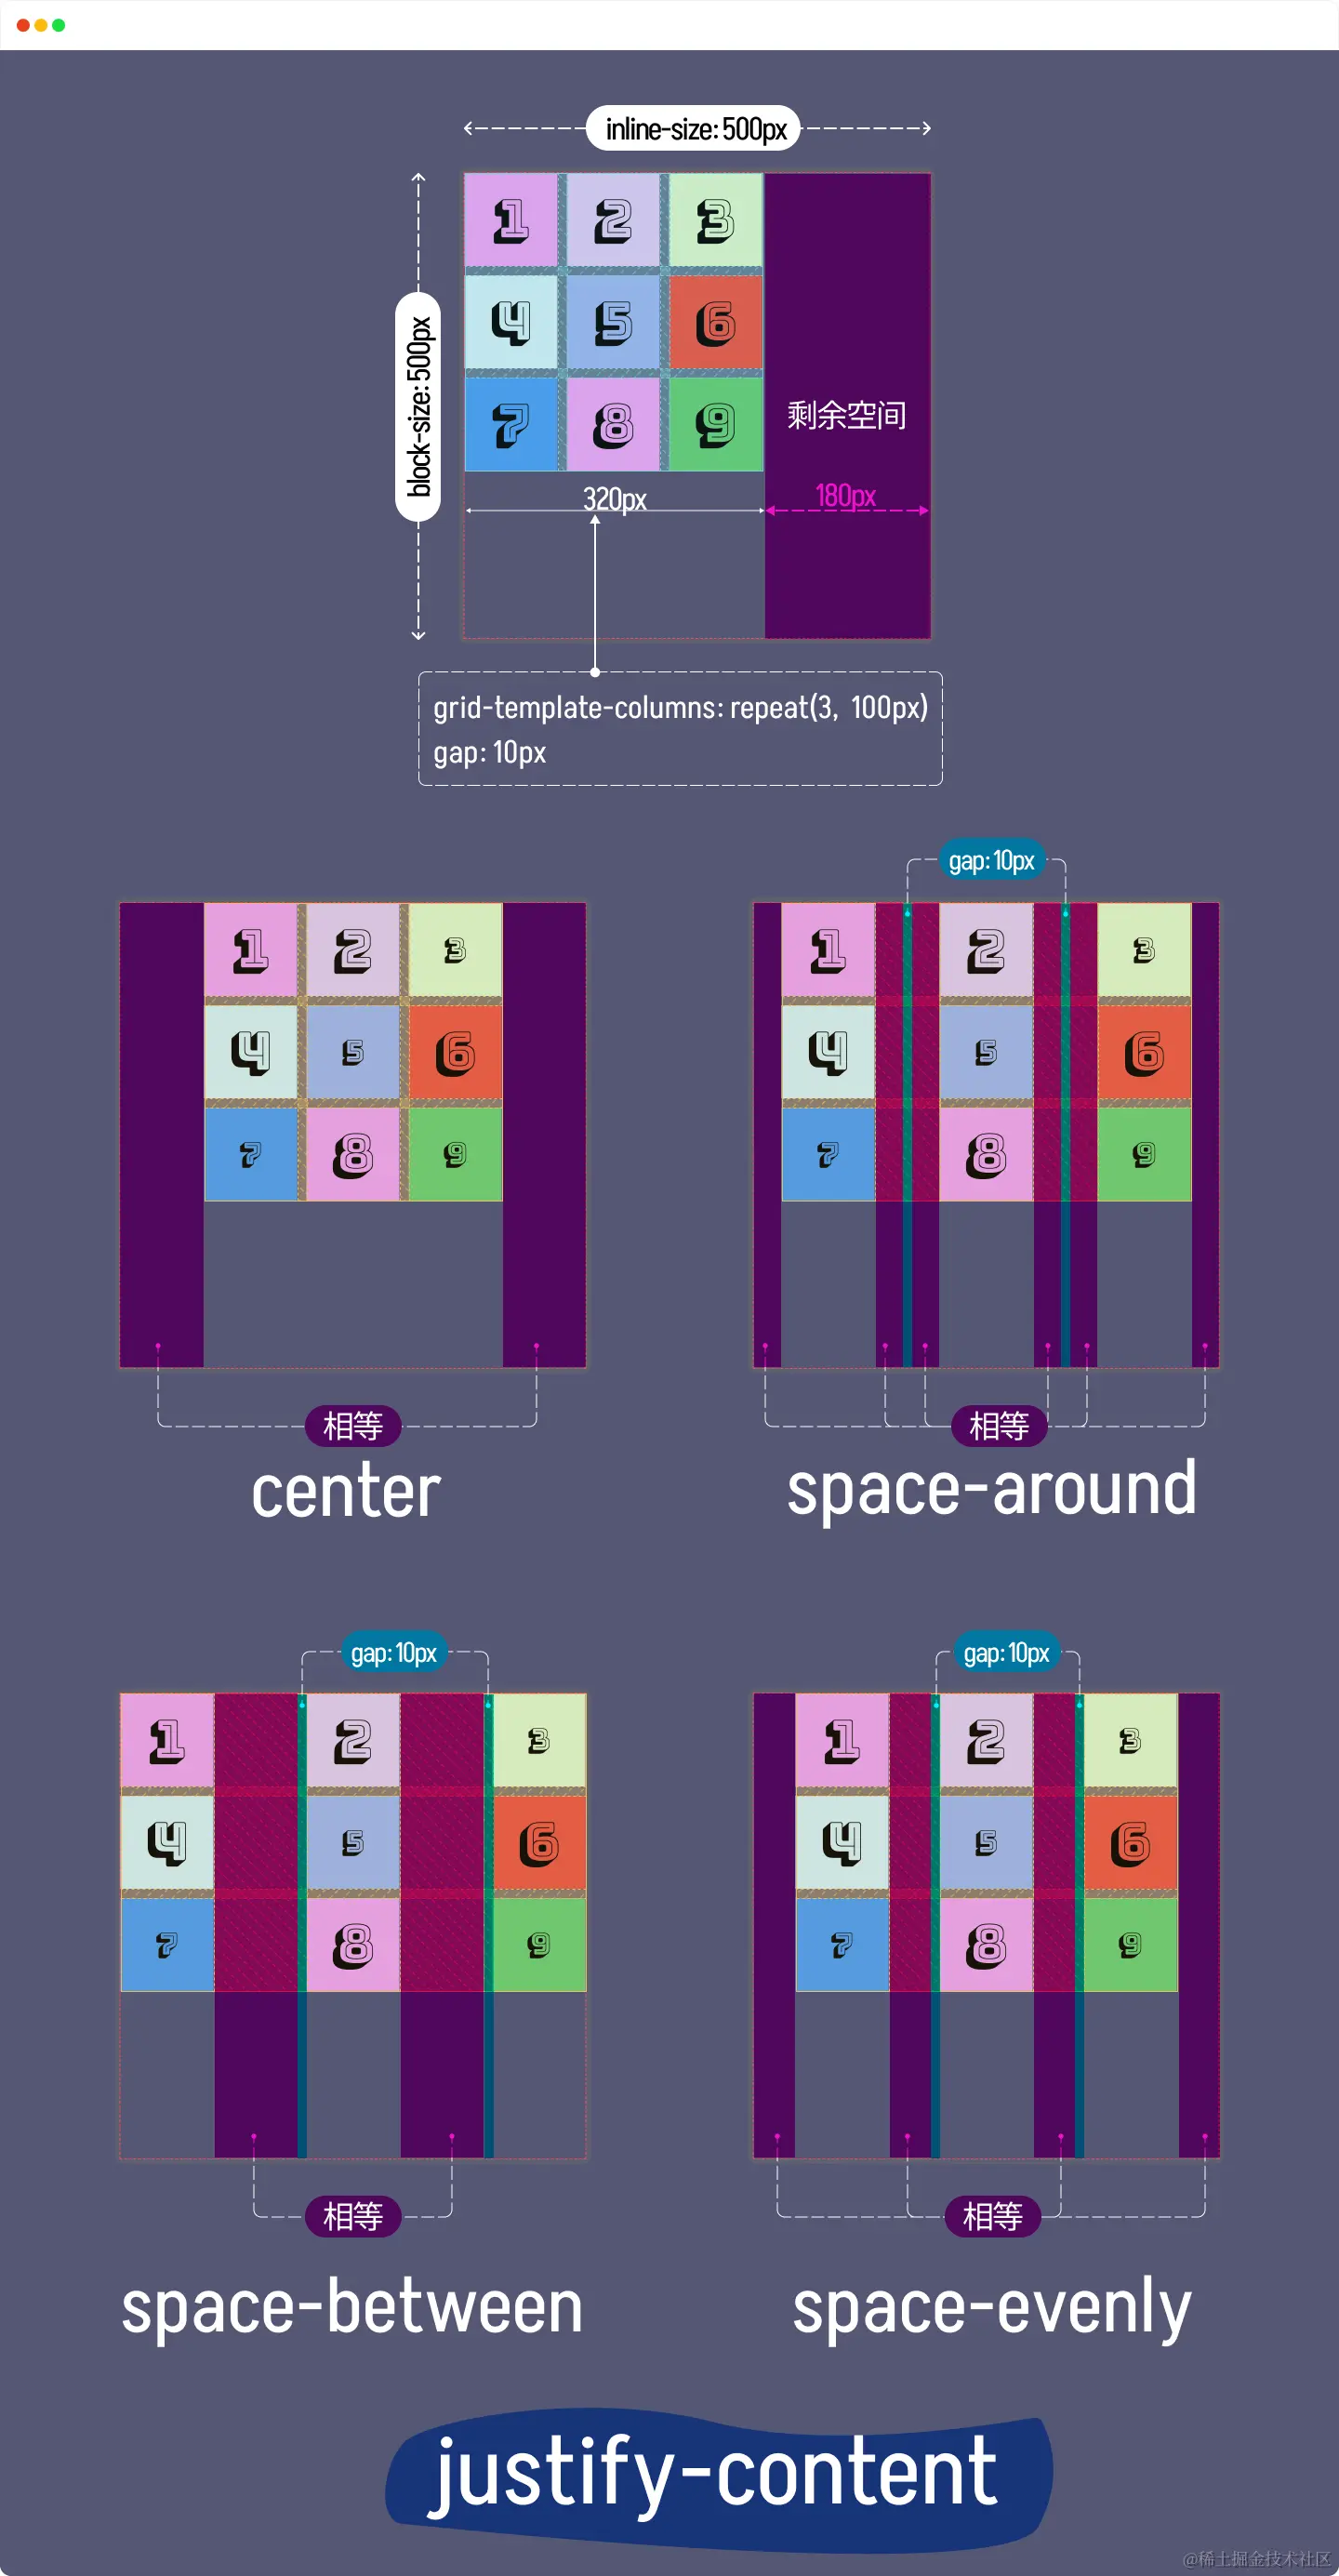 inline-size: 500px
block-size: 500px
1 2 3
4 5 6
7 8 9
剩余空间
320px
180px
grid-template-columns: repeat(3, 100px)
gap: 10px
gap: 10px
1 2 3
4 5 6
7 8 9
相等
center
1 2 3
4 5 6
7 8 9
相等
space-around
gap: 10px
1 2 3
4 5 6
7 8 9
相等
space-between
gap: 10px
1 2 3
4 5 6
7 8 9
相等
space-evenly
justify-content
@稀土掘金技术社区